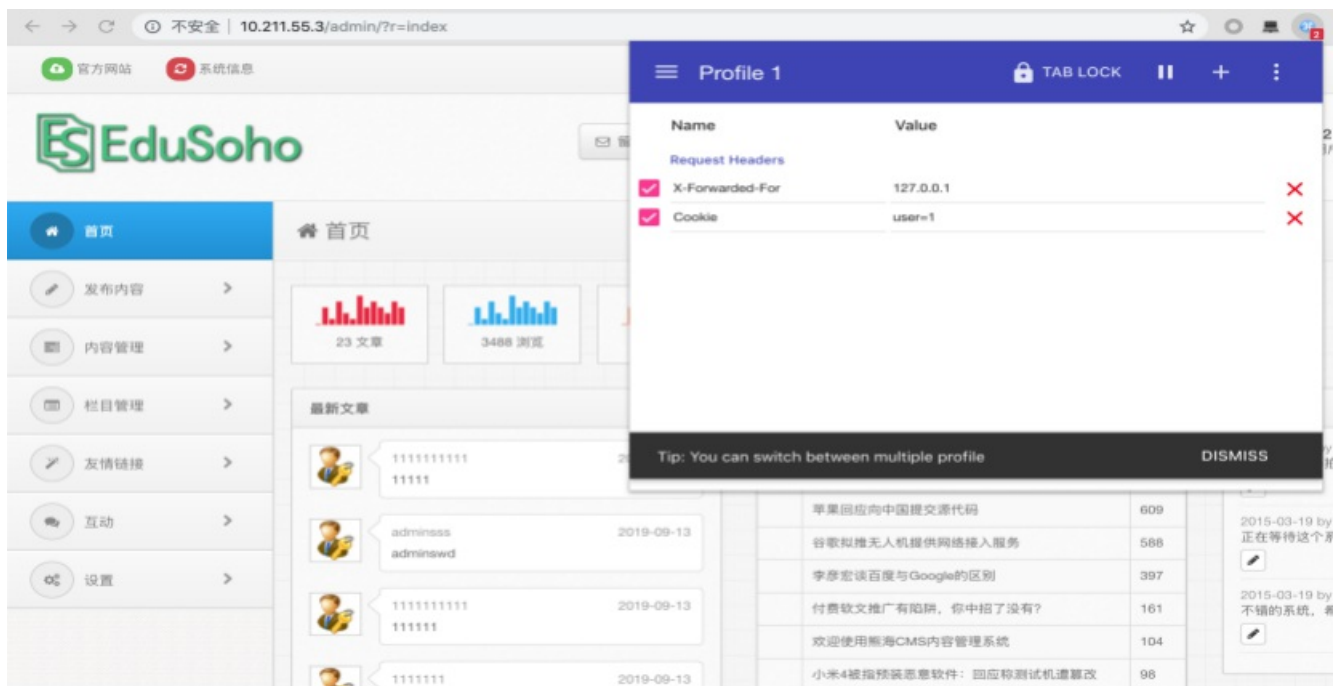 不安全 | 10.211.55.3/admin/?r=index
2
官方网站
系统信息
EduSoho
Profile 1
TAB LOCK
Name Value
Request Headers
X-Forwarded-For 127.0.0.1
Cookie user=1
Tip: You can switch between multiple profile DISMISS
首页
发布内容
内容管理
栏目管理
友情链接
互动
设置
首页
23 文章
3488 浏览
最新文章
1111111111
11111
adminsss 2019-09-13
adminswd
1111111111 2019-09-13
111111
1111111 2019-09-13
苹果回应向中国提交源代码 609
谷歌拟推无人机提供网络接入服务 588
李彦宏谈百度与Google的区别 397
付费软文推广有陷阱，你中招了没有? 161
欢迎使用熊海CMS内容管理系统 104
小米4被指预装恶意软件：回应称测试机遭篡改 98
2015-03-19 by
正在等待这个
2015-03-19 by
不错的系统，